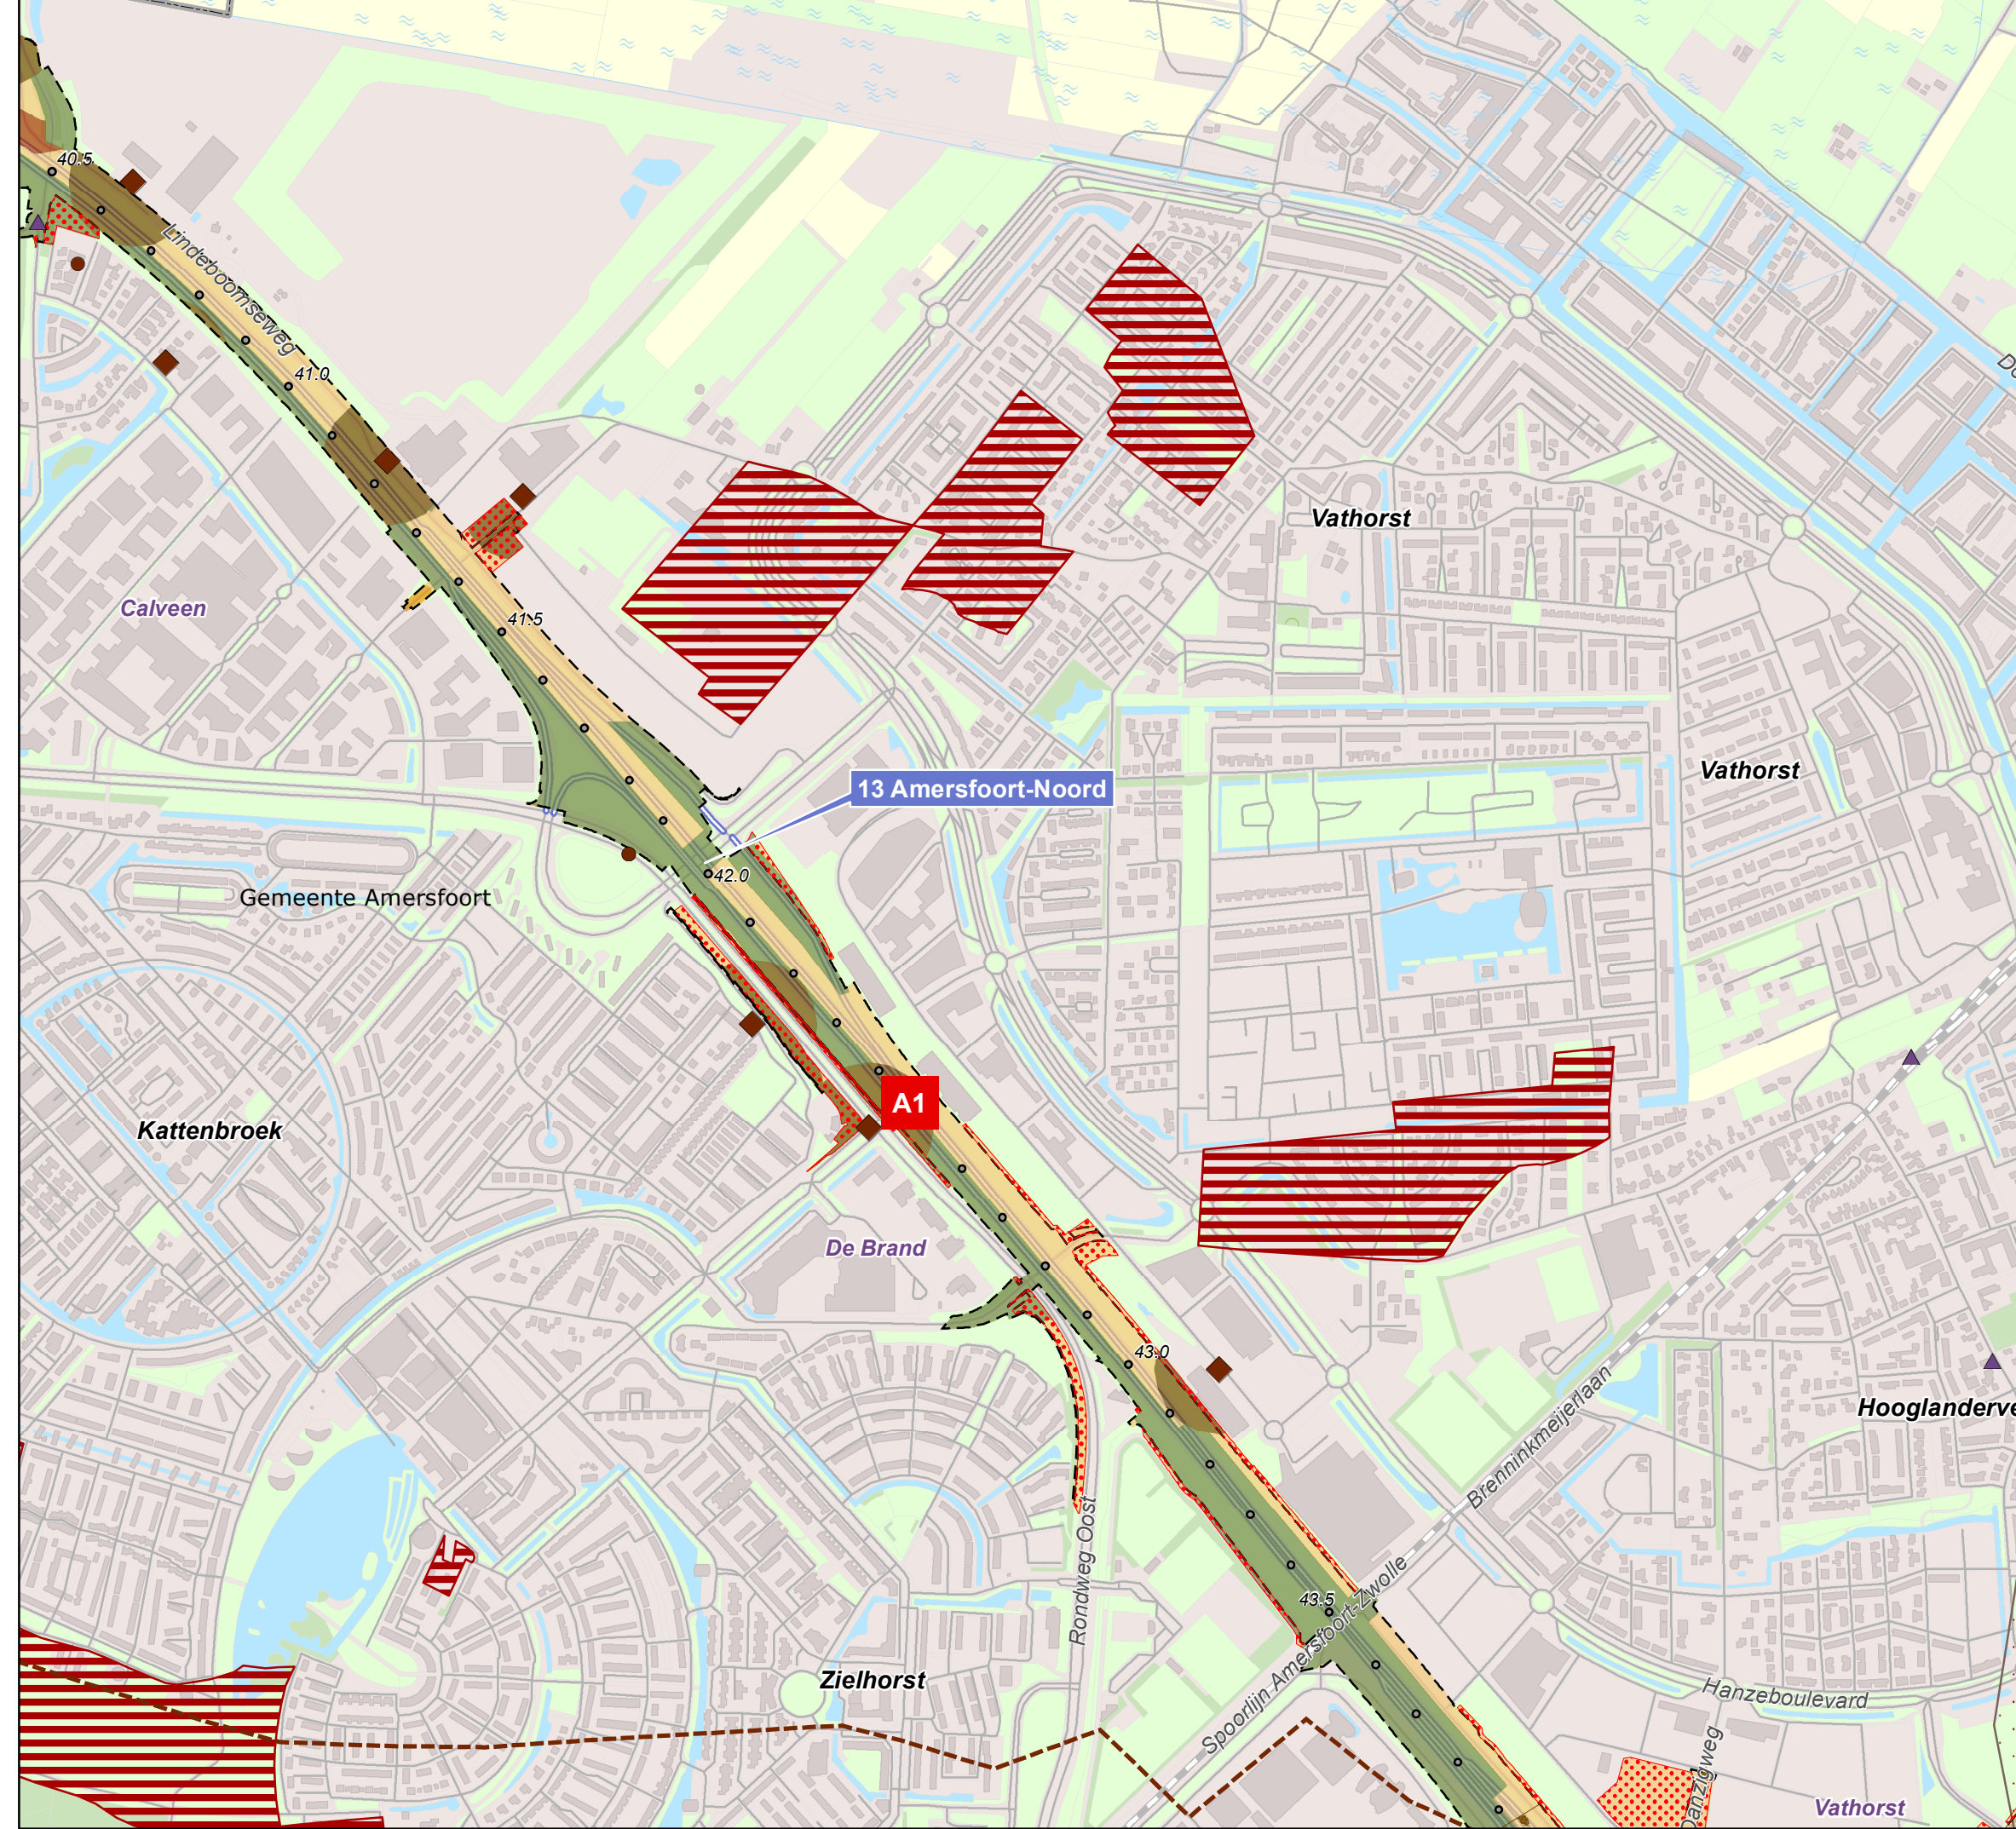 40.5
Lindeboomseweg
41.0
Vathorst
Calveen
41.5
Vathorst
13 Amersfoort-Noord
42.0
Gemeente Amersfoort
A1
Kattenbroek
De Brand
43.0
Brenninkmeijerlaan
Hooglanderve
Rondweg-Oost
43.5
Spoorlijn Amersfoort-Zwolle
Zielhorst
Hanzeboulevard
Danzigweg
Vathorst